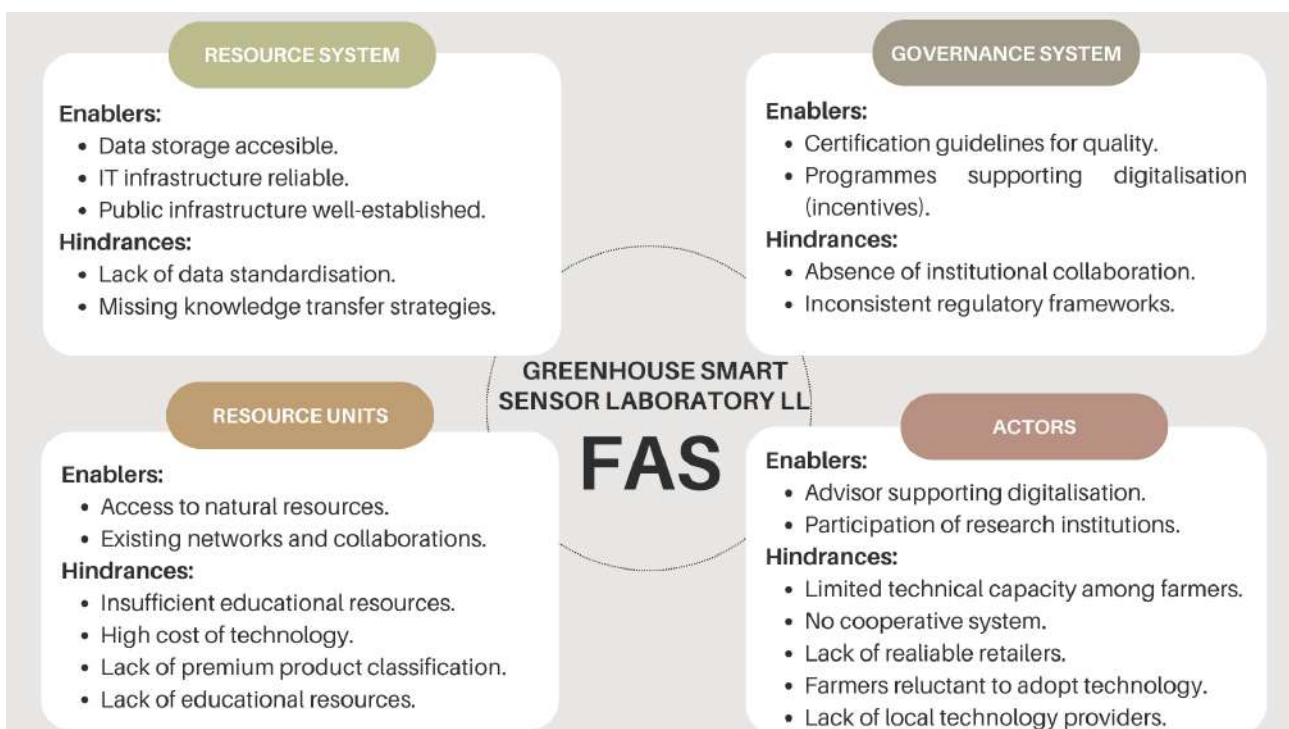 RESOURCE SYSTEM
Enablers:
• Data storage accesible.
• IT infrastructure reliable.
• Public infrastructure well-established.
Hindrances:
• Lack of data standardisation.
• Missing knowledge transfer strategies.
GOVERNANCE SYSTEM
Enablers:
• Certification guidelines for quality.
• Programmes supporting digitalisation
(incentives).
Hindrances:
• Absence of institutional collaboration.
• Inconsistent regulatory frameworks.
GREENHOUSE SMART
SENSOR LABORATORY LL
FAS
RESOURCE UNITS
Enablers:
• Access to natural resources.
• Existing networks and collaborations.
Hindrances:
• Insufficient educational resources.
• High cost of technology.
• Lack of premium product classification.
• Lack of educational resources.
ACTORS
Enablers:
• Advisor supporting digitalisation.
• Participation of research institutions.
Hindrances:
• Limited technical capacity among farmers.
• No cooperative system.
• Lack of realiable retailers.
• Farmers reluctant to adopt technology.
• Lack of local technology providers.